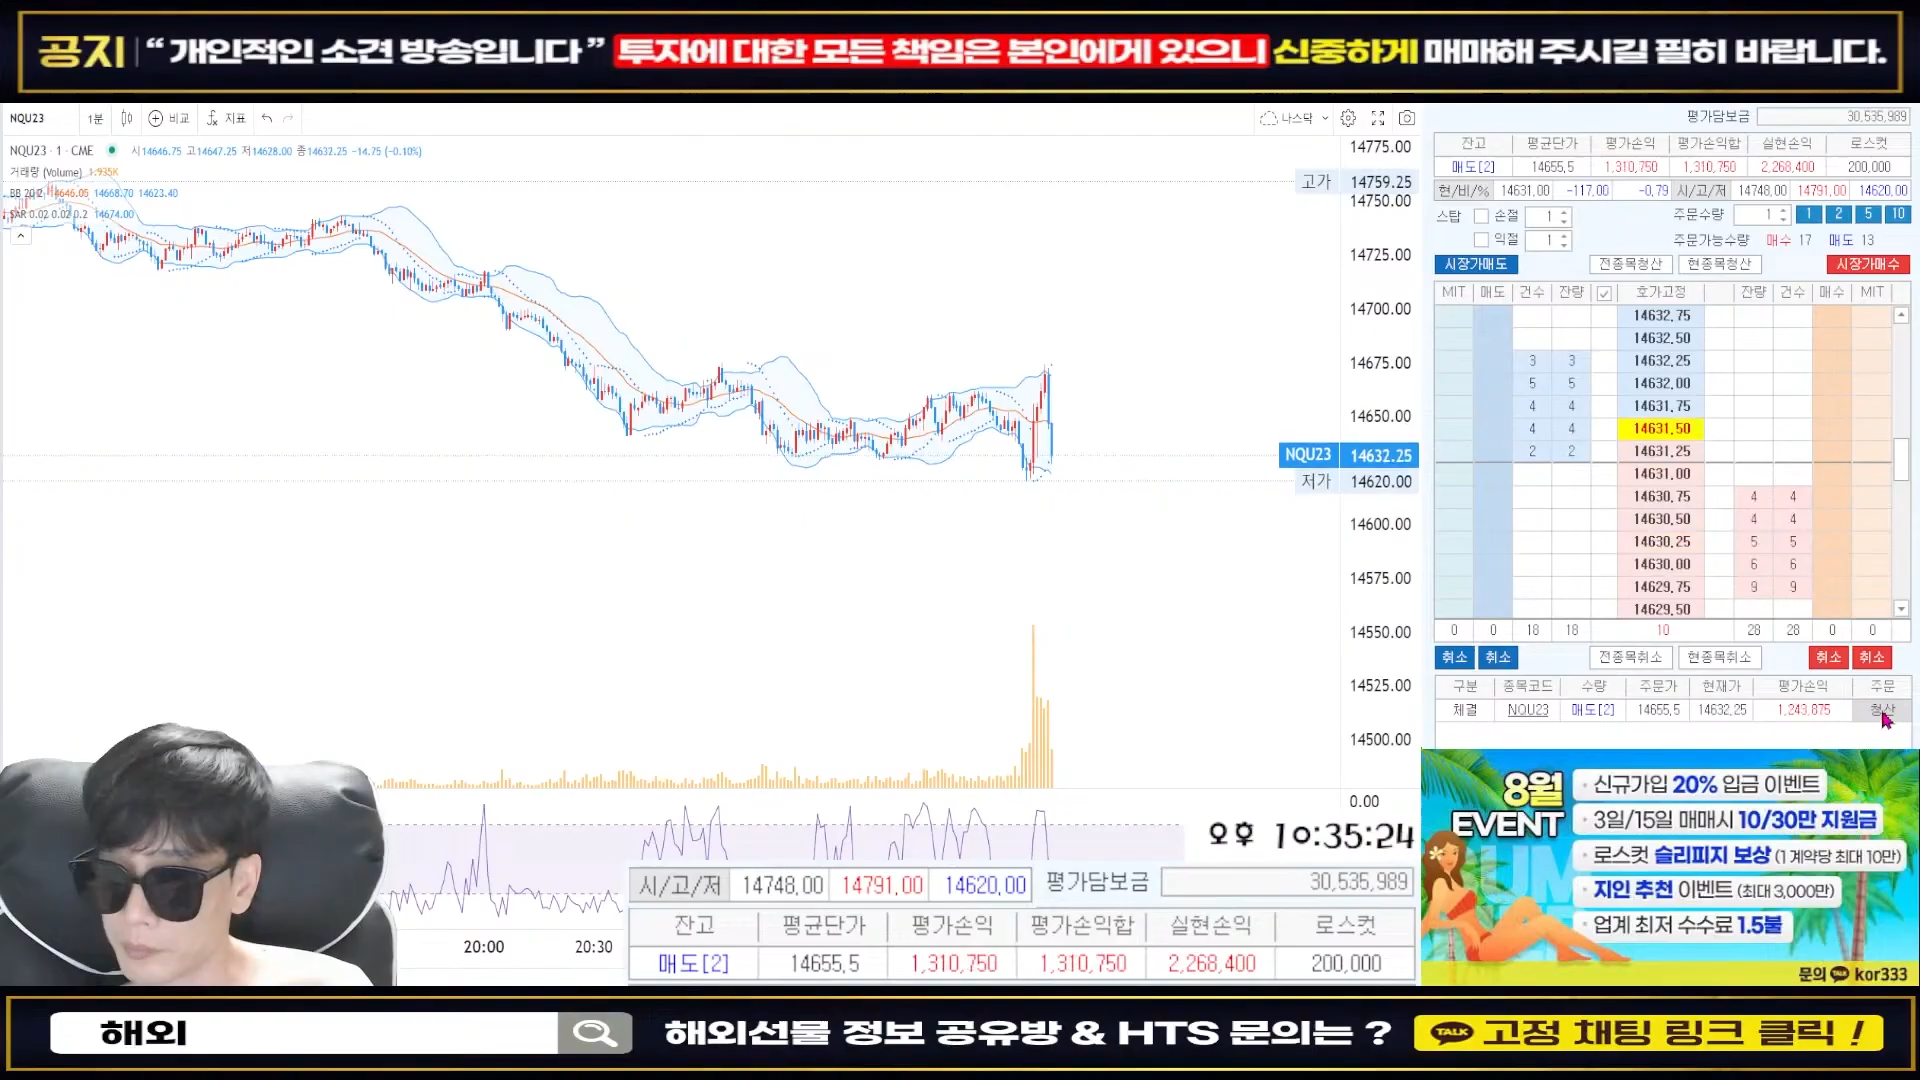 공지 “ 개인적인 소견 방송입니다 ” 투자에 대한 모든 책임은 본인에게 있으니 신중하게 매매해 주시길 필히 바랍니다.
NQU23 1분 비교 지표 나스닥
NQU23 · 1 · CME 시14646.75 고14647.25 저14628.00 종14632.25 −14.75 (−0.10%)
거래량 (Volume) 1.935K
BB 20 2 14646.05 14668.70 14623.40
SAR 0.02 0.02 0.2 14674.00
14775.00
고가 14759.25
14750.00
14725.00
14700.00
14675.00
14650.00
NQU23 14632.25
저가 14620.00
14600.00
14575.00
14550.00
14525.00
14500.00
0.00
20:00 20:30
오후 10:35:24
시/고/저 14748,00 14791,00 14620,00 평가담보금 30,535,989
잔고 평균단가 평가손익 평가손익합 실현손익 로스컷
매도[2] 14655,5 1,310,750 1,310,750 2,268,400 200,000
평가담보금 30,535,989
잔고 평균단가 평가손익 평가손익합 실현손익 로스컷
매도[2] 14655,5 1,310,750 1,310,750 2,268,400 200,000
현/비/% 14631,00 -117,00 -0,79 시/고/저 14748,00 14791,00 14620,00
스탑 손절 1 주문수량 1 1 2 5 10
익절 1 주문가능수량 매수 17 매도 13
시장가매도 전종목청산 현종목청산 시장가매수
MIT 매도 건수 잔량 호가고정 잔량 건수 매수 MIT
14632,75
14632,50
3 3 14632,25
5 5 14632,00
4 4 14631,75
4 4 14631,50
2 2 14631,25
14631,00
14630,75 4 4
14630,50 4 4
14630,25 5 5
14630,00 6 6
14629,75 9 9
14629,50
0 0 18 18 10 28 28 0 0
취소 취소 전종목취소 현종목취소 취소 취소
구분 종목코드 수량 주문가 현재가 평가손익 주문
체결 NQU23 매도[2] 14655,5 14632,25 1,243,875 청산
8월 EVENT
· 신규가입 20% 입금 이벤트
· 3일/15일 매매시 10/30만 지원금
· 로스컷 슬리피지 보상 (1 계약당 최대 10만)
· 지인 추천 이벤트 (최대 3,000만)
· 업계 최저 수수료 1.5불
문의 TALK kor333
해외 해외선물 정보 공유방 & HTS 문의는 ? TALK 고정 채팅 링크 클릭 !